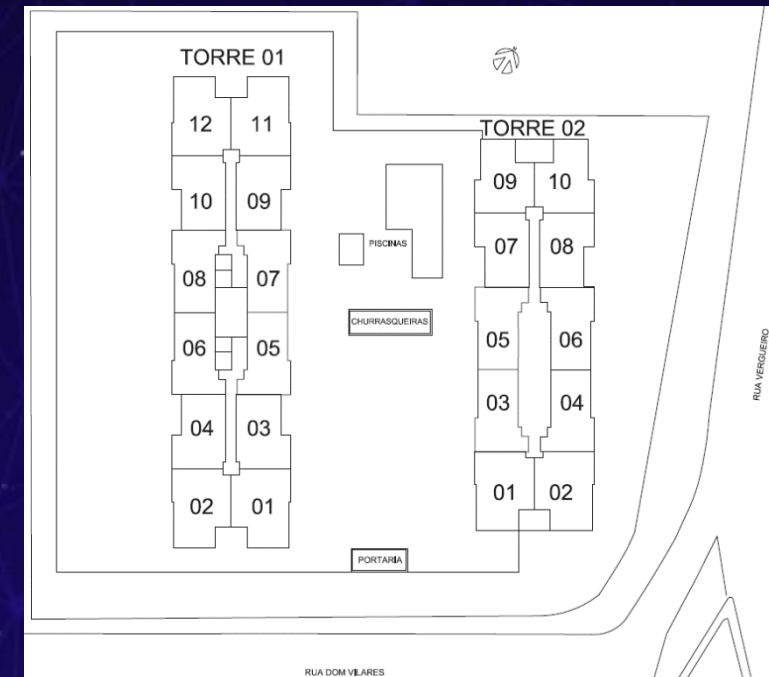 TORRE 01
12 11
10 09
08 07
06 05
04 03
02 01
TORRE 02
09 10
07 08
05 06
03 04
01 02
PISCINAS
CHURRASQUEIRAS
PORTARIA
RUA VERGUEIRO
RUA DOM VILARES